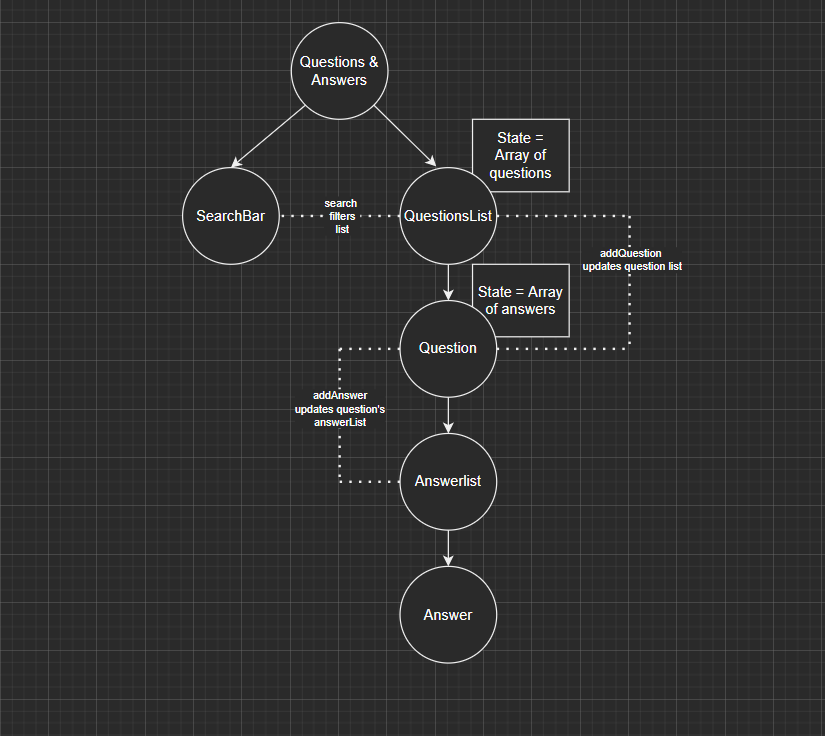 Questions &
Answers
State =
Array of
questions
SearchBar
search
filters
list
QuestionsList
addQuestion
updates question list
State = Array
of answers
Question
addAnswer
updates question's
answerList
Answerlist
Answer